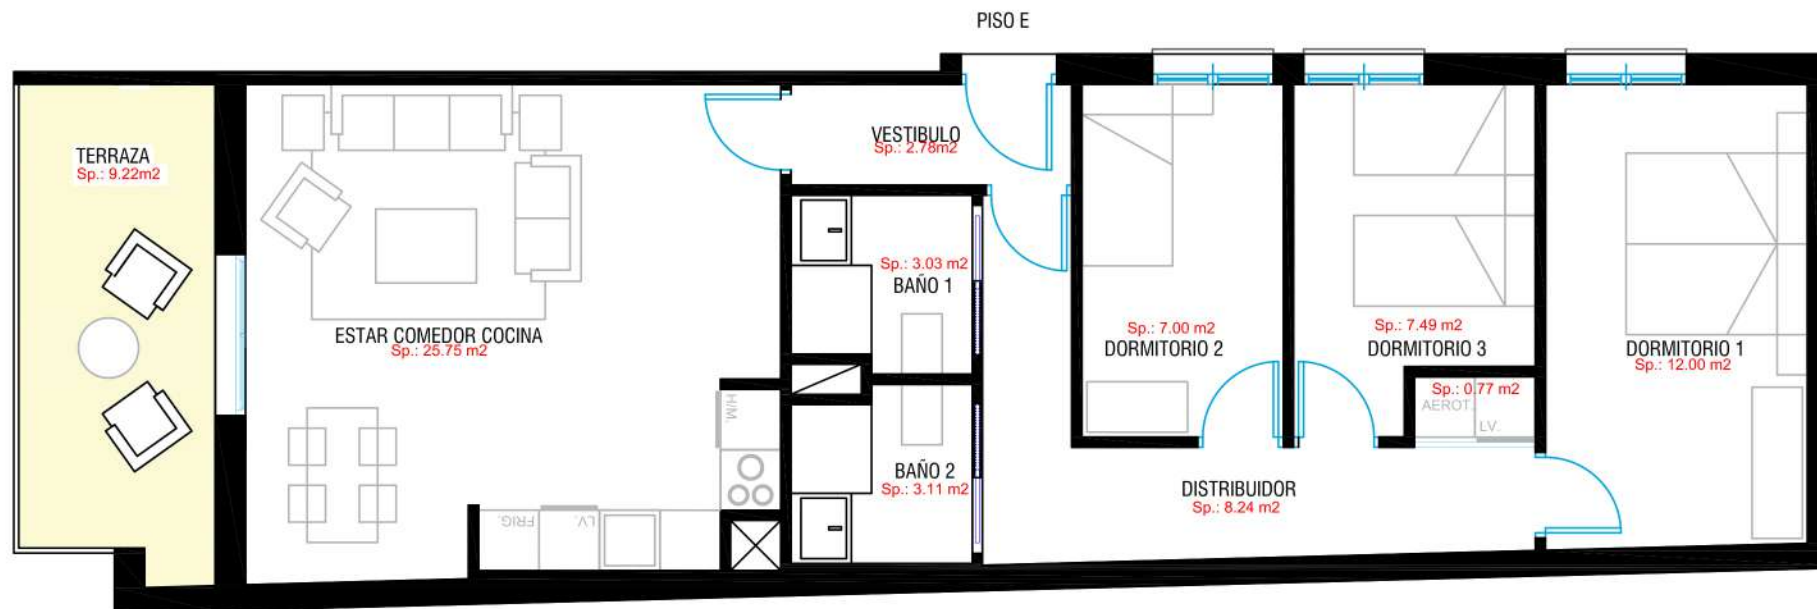 PISO E
TERRAZA
Sp.: 9.22m2
VESTIBULO
Sp.: 2.78m2
Sp.: 3.03 m2
BAÑO 1
ESTAR COMEDOR COCINA
Sp.: 25.75 m2
Sp.: 7.00 m2
DORMITORIO 2
Sp.: 7.49 m2
DORMITORIO 3
DORMITORIO 1
Sp.: 12.00 m2
Sp.: 0.77 m2
AEROT.
LV.
H/M.
BAÑO 2
Sp.: 3.11 m2
DISTRIBUIDOR
Sp.: 8.24 m2
FRIG.
LV.